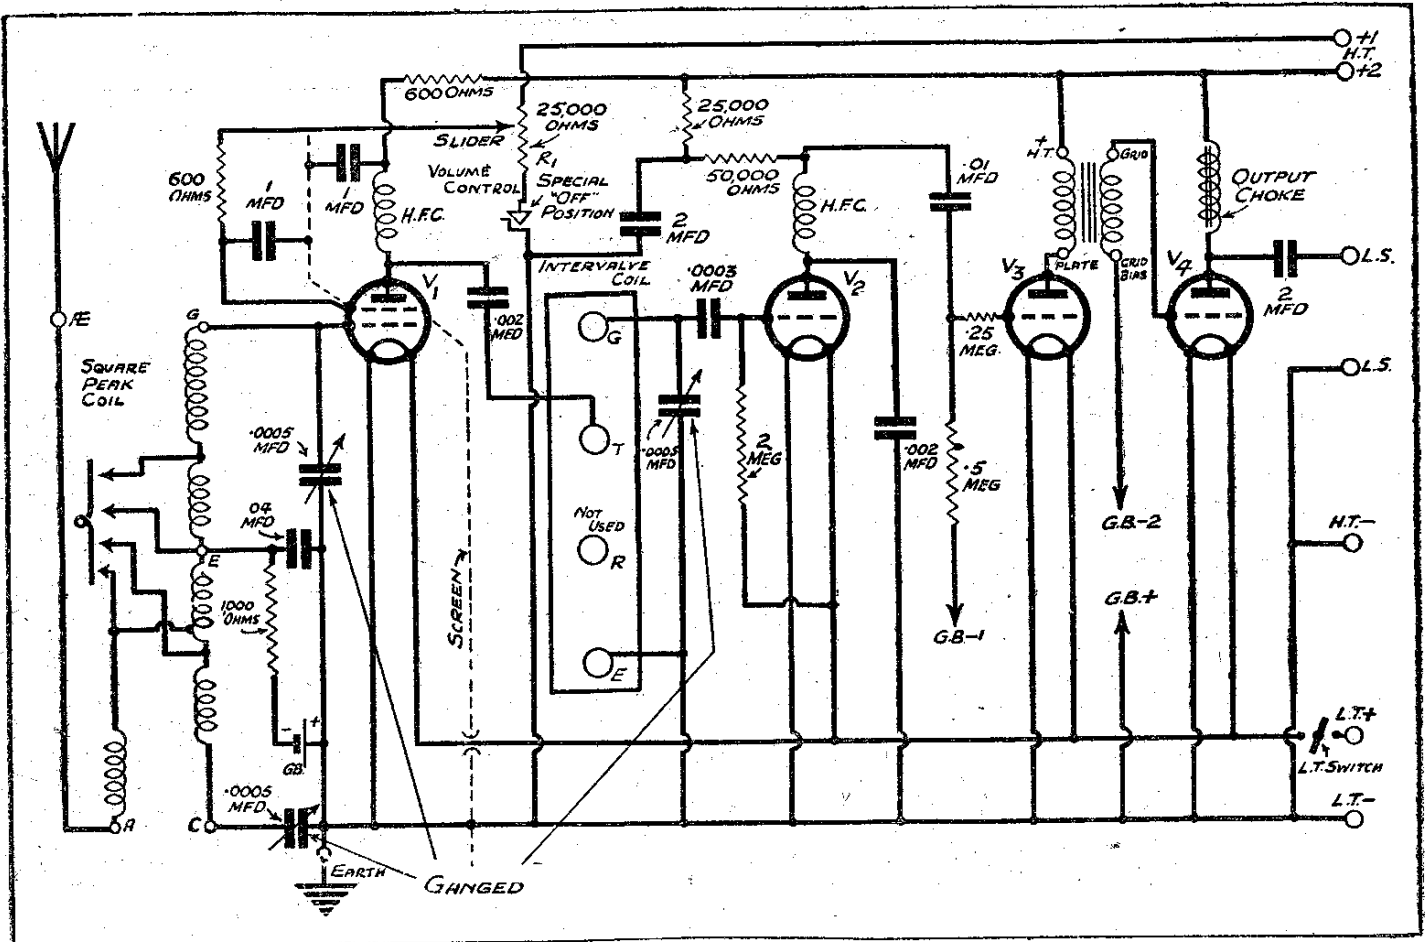 +1
H.T.
+2
600 OHMS
25,000
OHMS
25,000
OHMS
SLIDER
R1
VOLUME
CONTROL
SPECIAL
"OFF"
POSITION
600
OHMS
1
MFD
1
MFD
H.F.C.
50,000
OHMS
2
MFD
H.F.C.
.01
MFD
+
H.T.
GRID
PLATE
GRID
BIAS
OUTPUT
CHOKE
L.S.
2
MFD
INTERVALVE
COIL
V1
V2
V3
V4
.0003
MFD
.002
MFD
Æ
G
G
.25
MEG.
SQUARE
PEAK
COIL
L.S.
.0005
MFD
T
.0005
MFD
2
MEG
.002
MFD
.5
MEG
.04
MFD
NOT
USED
G.B.-2
H.T.-
E
R
1000
OHMS
SCREEN
G.B.+
G.B.-1
E
- +
GB.
L.T.+
L.T. SWITCH
.0005
MFD
L.T.-
A
C
EARTH
GANGED